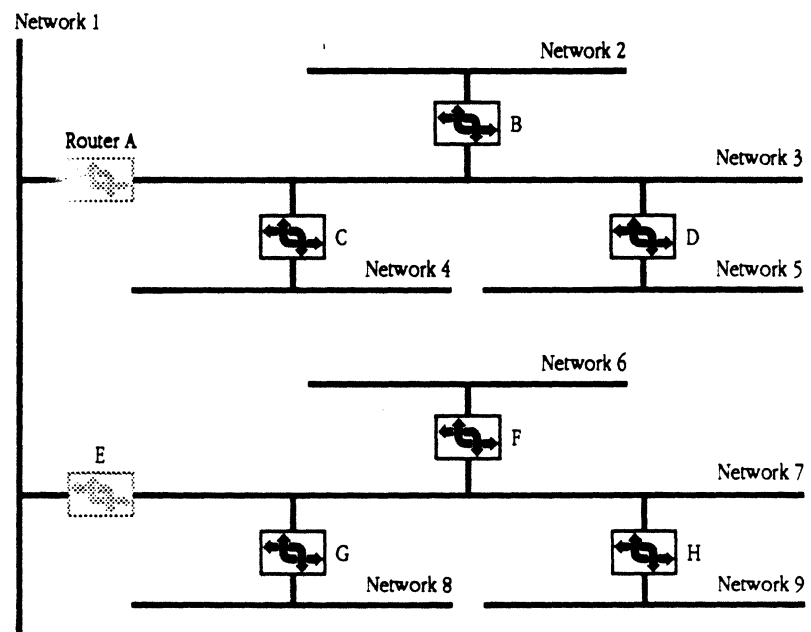 Network 1
Network 2
B
Router A
Network 3
C
D
Network 4
Network 5
Network 6
F
E
Network 7
G
H
Network 8
Network 9